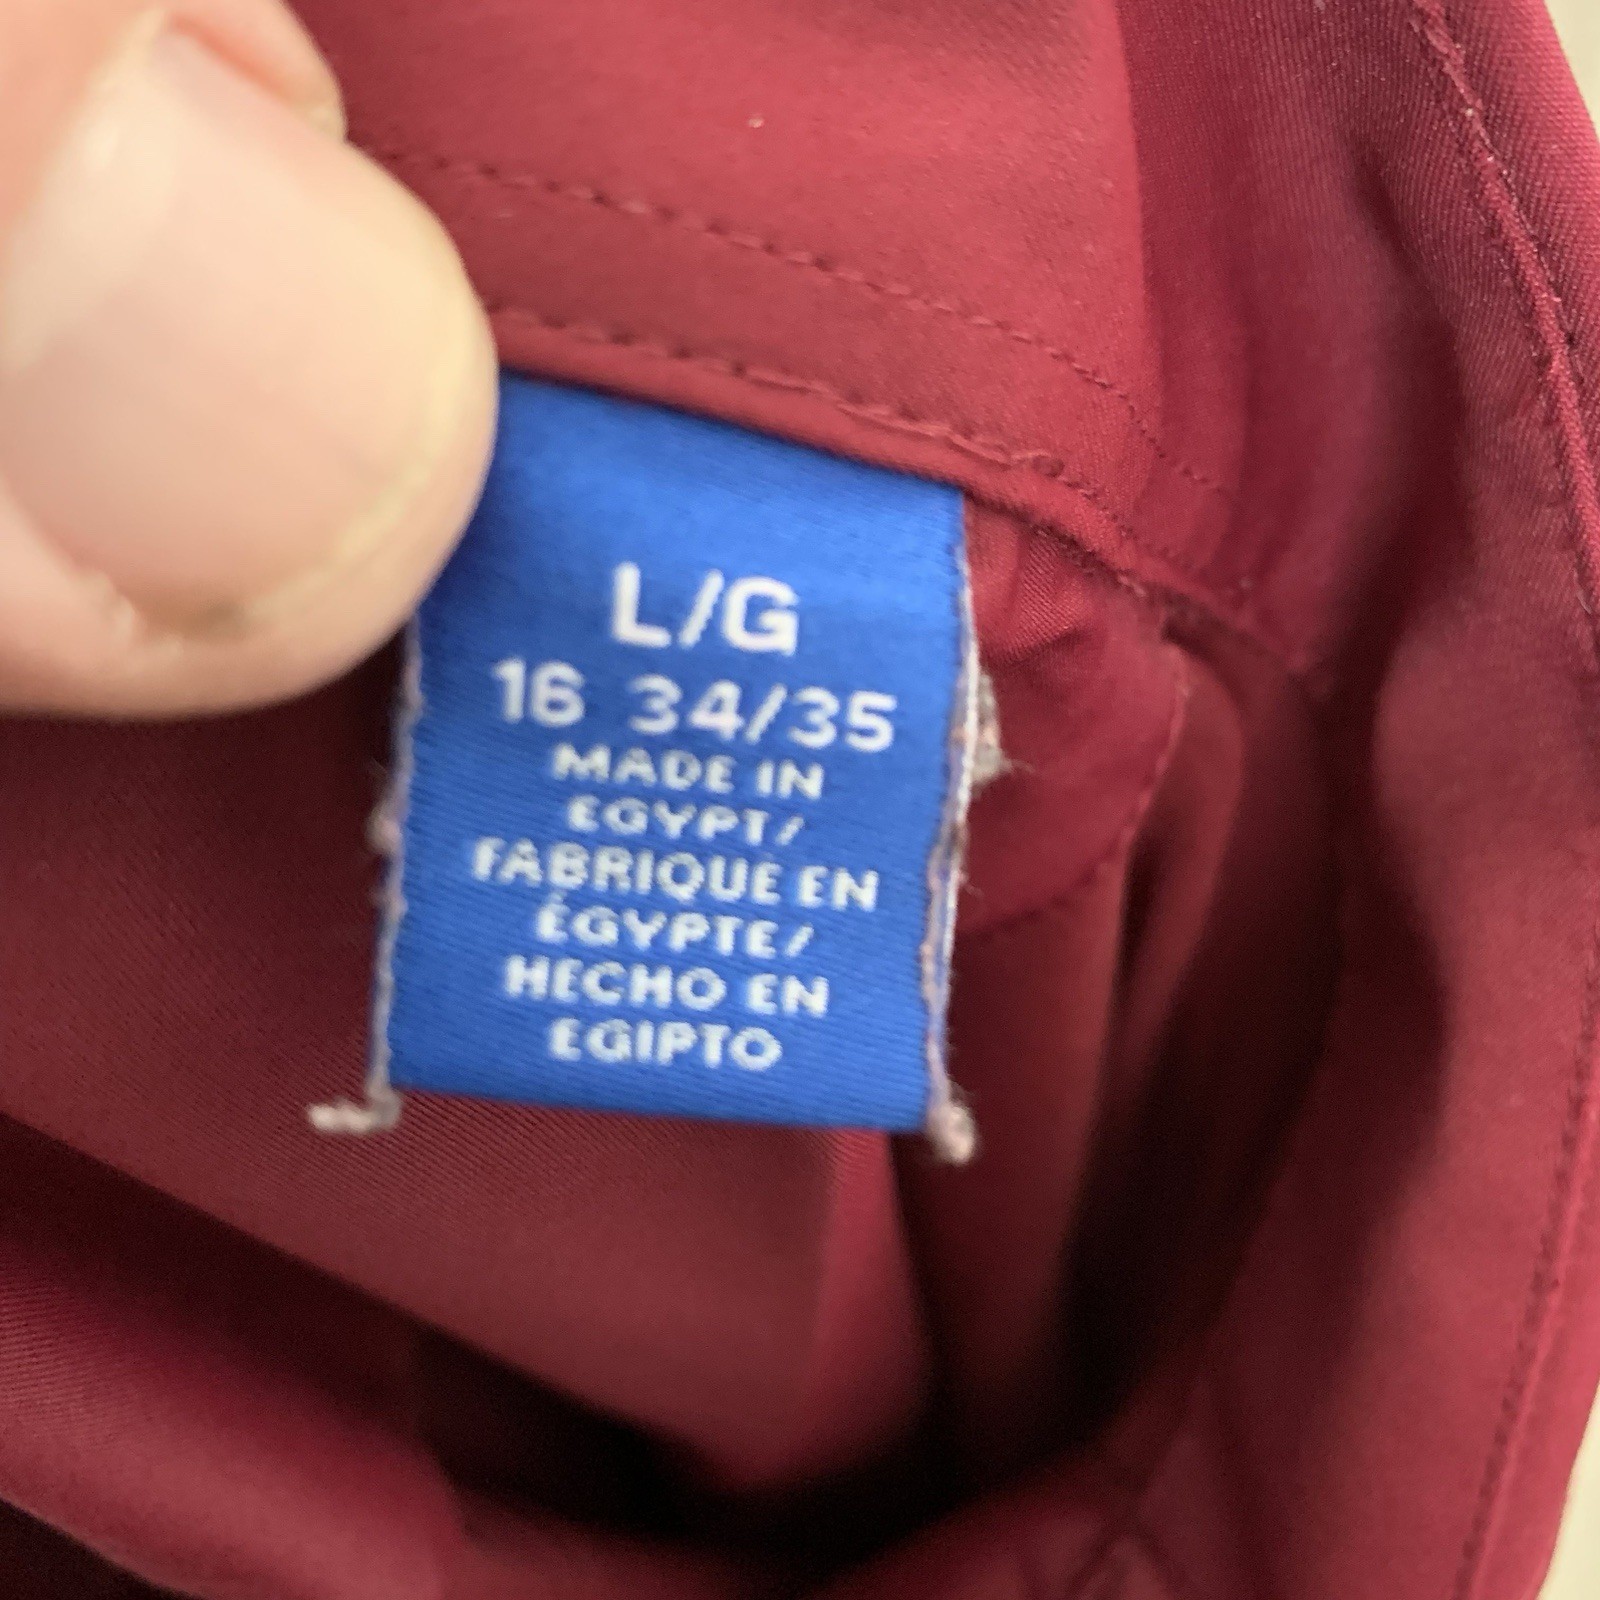 L/G
16 34/35
MADE IN
EGYPT/
FABRIQUE EN
ÉGYPTE/
HECHO EN
EGIPTO